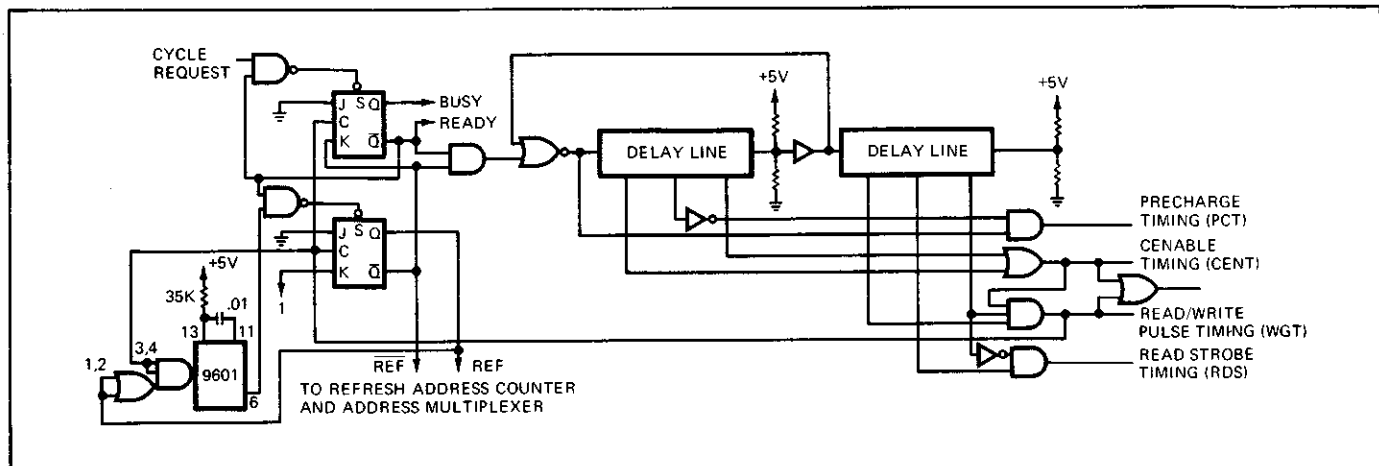 CYCLE
REQUEST
J S Q
C
K Q
BUSY
READY
DELAY LINE
+5V
DELAY LINE
+5V
J S Q
C
K Q
1
+5V
35K
.01
13
11
3,4
1,2
9601
6
REF
REF
TO REFRESH ADDRESS COUNTER
AND ADDRESS MULTIPLEXER
PRECHARGE
TIMING (PCT)
CENABLE
TIMING (CENT)
READ/WRITE
PULSE TIMING (WGT)
READ STROBE
TIMING (RDS)